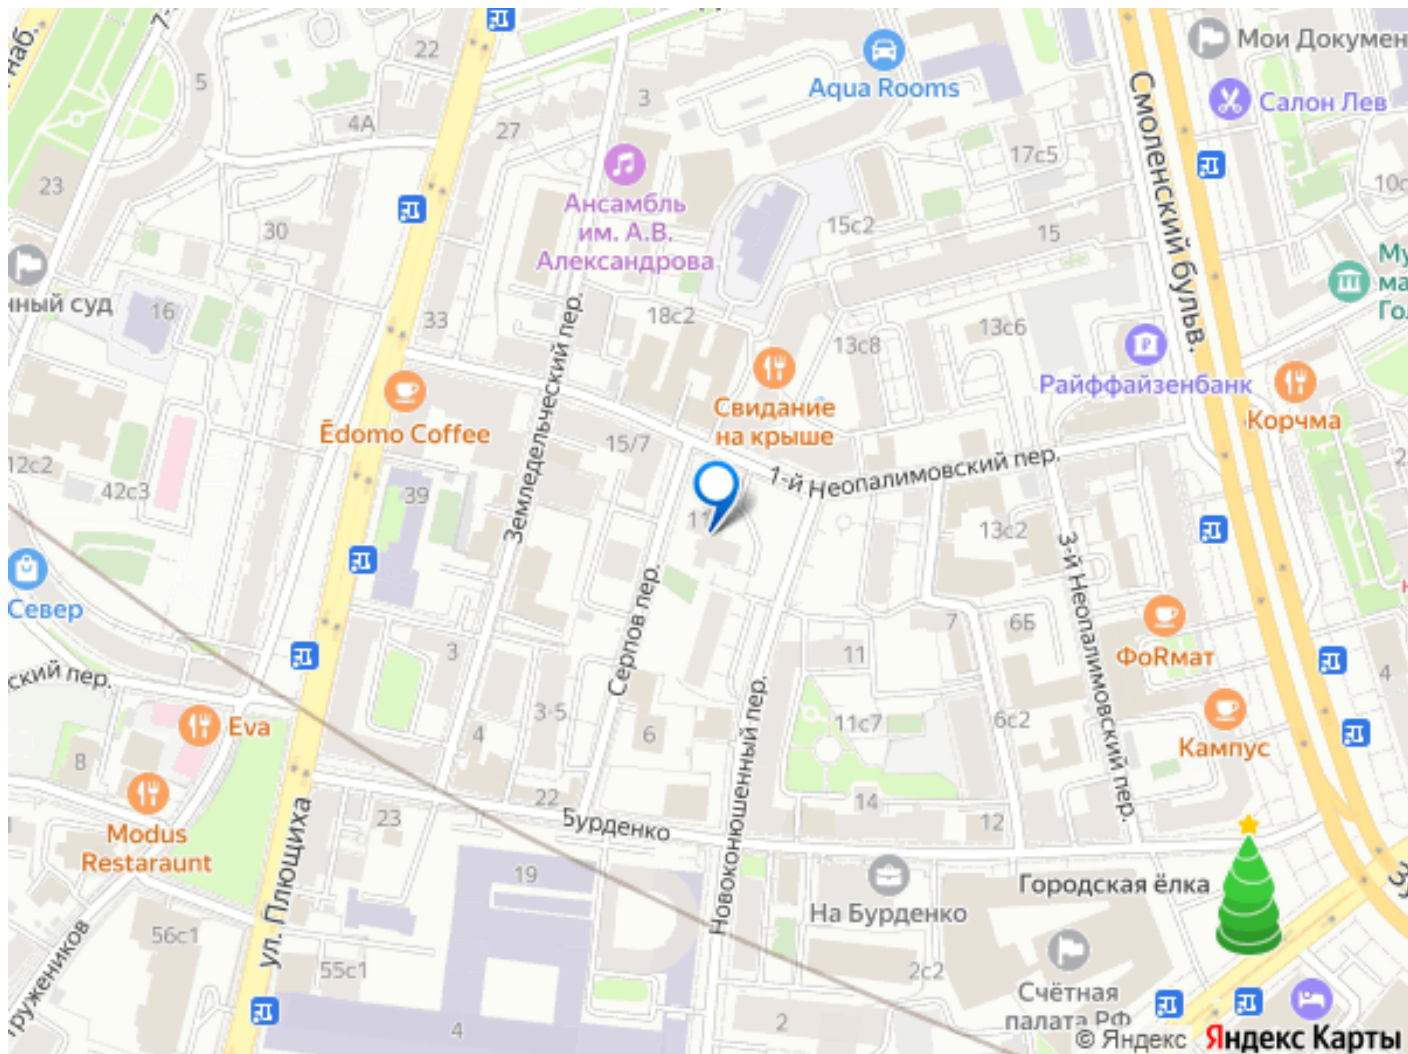 наб.
7-
22
5
4А
27
3
Aqua Rooms
Мои Докумен
Салон Лев
Смоленский бульв.
17с5
10с
23
30
Ансамбль
им. А.В.
Александрова
15с2
15
нный суд
16
33
18с2
13с8
13с6
Райффайзенбанк
Корчма
Свидание
на крыше
Ēdomo Coffee
Земледельческий пер.
15/7
1-й Неопалимовский пер.
12с2
42с3
39
11
13с2
3-й Неопалимовский пер.
Север
Серпов пер.
3
7
6Б
ФоRмат
11
4
ский пер.
Eva
8
4
3-5
6
Новоконюшенный пер.
11с7
6с2
Кампус
Modus
Restaraunt
ул. Плющиха
23
22
Бурденко
14
12
19
На Бурденко
Городская ёлка
56с1
55с1
2с2
Счётная
палата РФ
4
2
© Яндекс Яндекс Карты